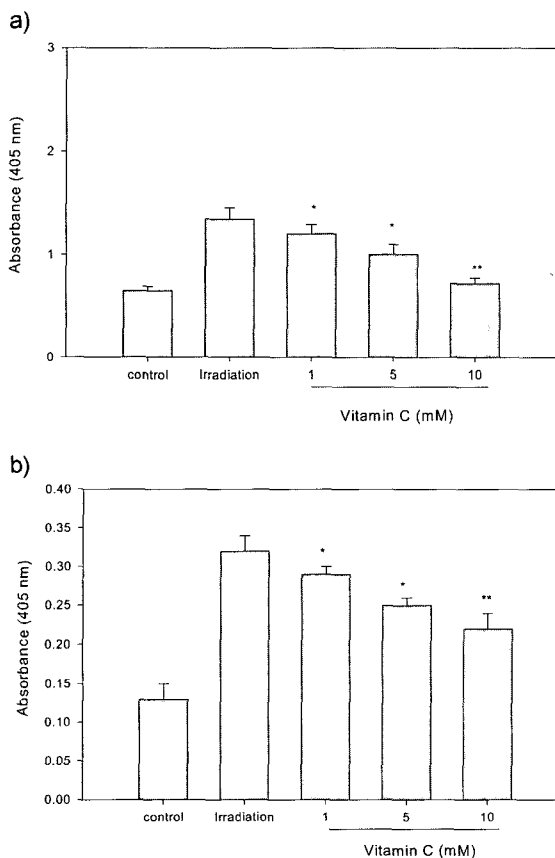 a)
3
2
1
0
Absorbance (405 nm)
*
*
**
control Irradiation 1 5 10
Vitamin C (mM)
b)
0.40
0.35
0.30
0.25
0.20
0.15
0.10
0.05
0.00
Absorbance (405 nm)
*
*
**
control Irradiation 1 5 10
Vitamin C (mM)